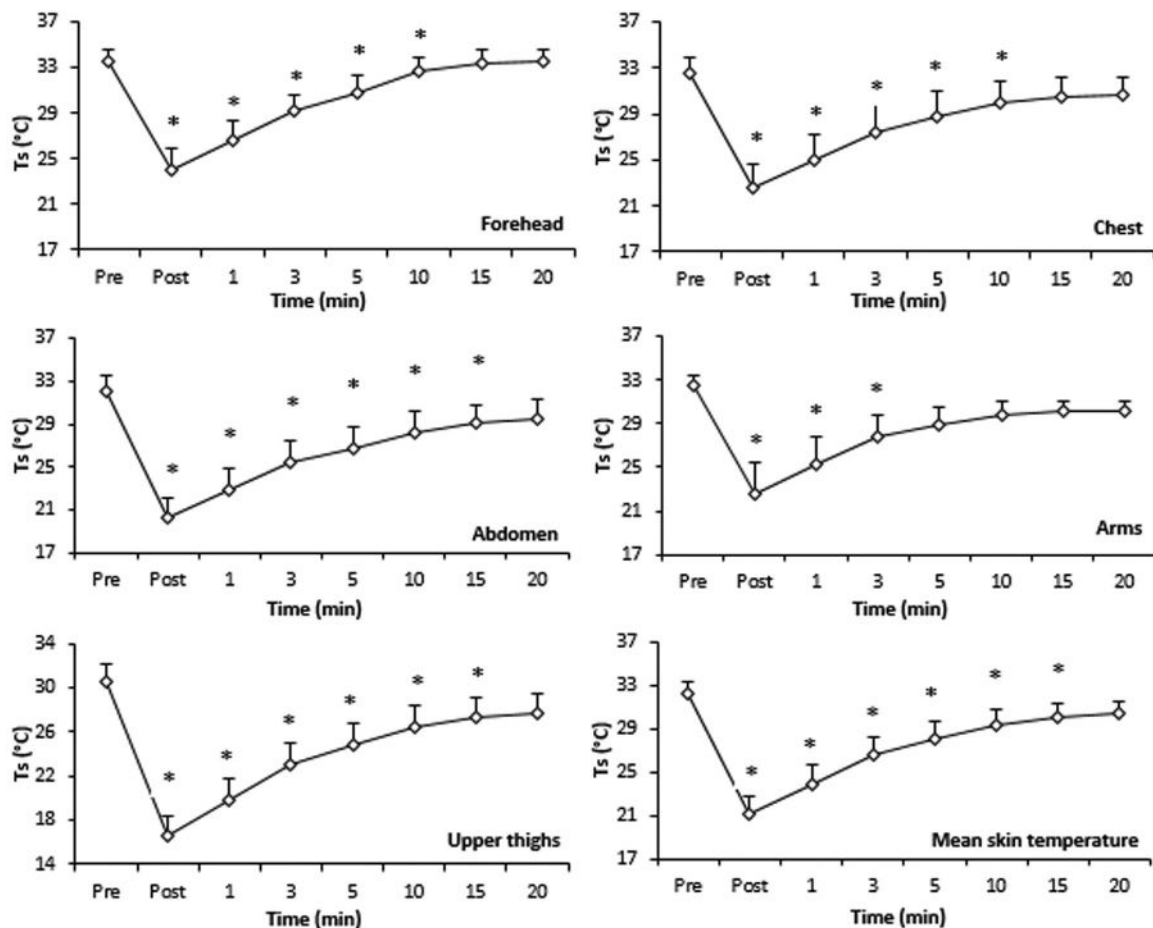 37
33
29
25
21
17
Ts (°C)
* * * * *
Forehead
Pre Post 1 3 5 10 15 20
Time (min)
37
33
29
25
21
17
Ts (°C)
* * * * *
Chest
Pre Post 1 3 5 10 15 20
Time (min)
37
33
29
25
21
17
Ts (°C)
* * * * * *
Abdomen
Pre Post 1 3 5 10 15 20
Time (min)
37
33
29
25
21
17
Ts (°C)
* * *
Arms
Pre Post 1 3 5 10 15 20
Time (min)
34
30
26
22
18
14
Ts (°C)
* * * * * *
Upper thighs
Pre Post 1 3 5 10 15 20
Time (min)
37
33
29
25
21
17
Ts (°C)
* * * * * *
Mean skin temperature
Pre Post 1 3 5 10 15 20
Time (min)